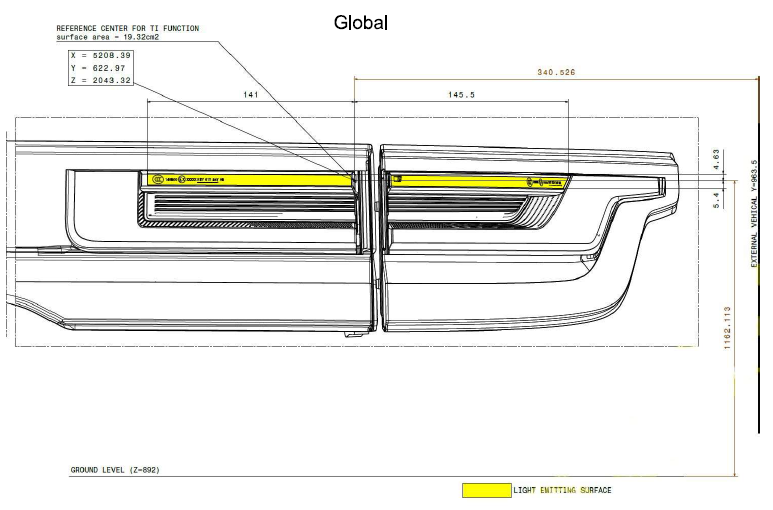 Global
REFERENCE CENTER FOR TI FUNCTION
surface area = 19.32cm2
X = 5208.39
Y = 622.97
Z = 2043.32
340.526
141
145.5
4.63
5.4
EXTERNAL VEHICAL Y=963.5
1162.113
GROUND LEVEL (Z=892)
LIGHT EMITTING SURFACE